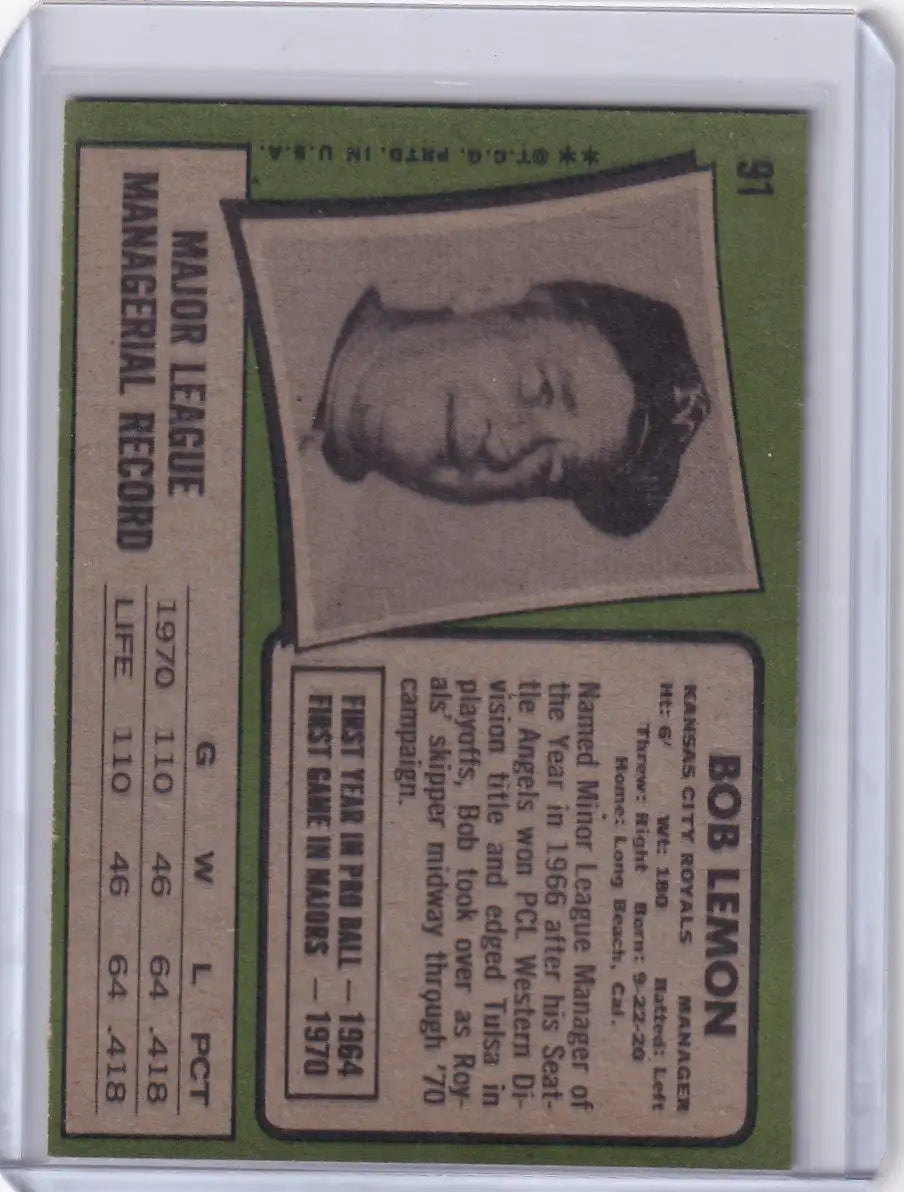 91
**©T.C.G. PRTD. IN U.S.A.
KC
BOB LEMON
KANSAS CITY ROYALS MANAGER
Ht: 6' Wt: 180 Batted: Left
Threw: Right Born: 9-22-20
Home: Long Beach, Cal.
Named Minor League Manager of
the Year in 1966 after his Seat-
tle Angels won PCL Western Di-
vision title and edged Tulsa in
playoffs, Bob took over as Roy-
als' skipper midway through '70
campaign.
FIRST YEAR IN PRO BALL — 1964
FIRST GAME IN MAJORS — 1970
MAJOR LEAGUE
MANAGERIAL RECORD
G W L PCT
1970 110 46 64 .418
LIFE 110 46 64 .418